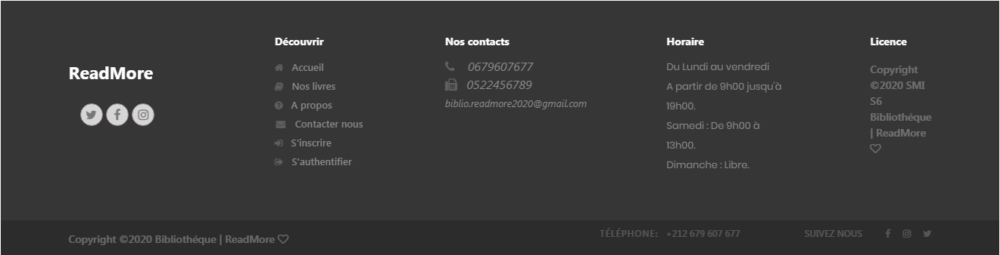 ReadMore
Découvrir
Accueil
Nos livres
A propos
Contacter nous
S'inscrire
S'authentifier
Nos contacts
0679607677
0522456789
biblio.readmore2020@gmail.com
Horaire
Du Lundi au vendredi
A partir de 9h00 jusqu'à
19h00.
Samedi : De 9h00 à
13h00.
Dimanche : Libre.
Licence
Copyright
©2020 SMI
S6
Bibliothéque
| ReadMore
Copyright ©2020 Bibliothéque | ReadMore
TÉLÉPHONE: +212 679 607 677
SUIVEZ NOUS